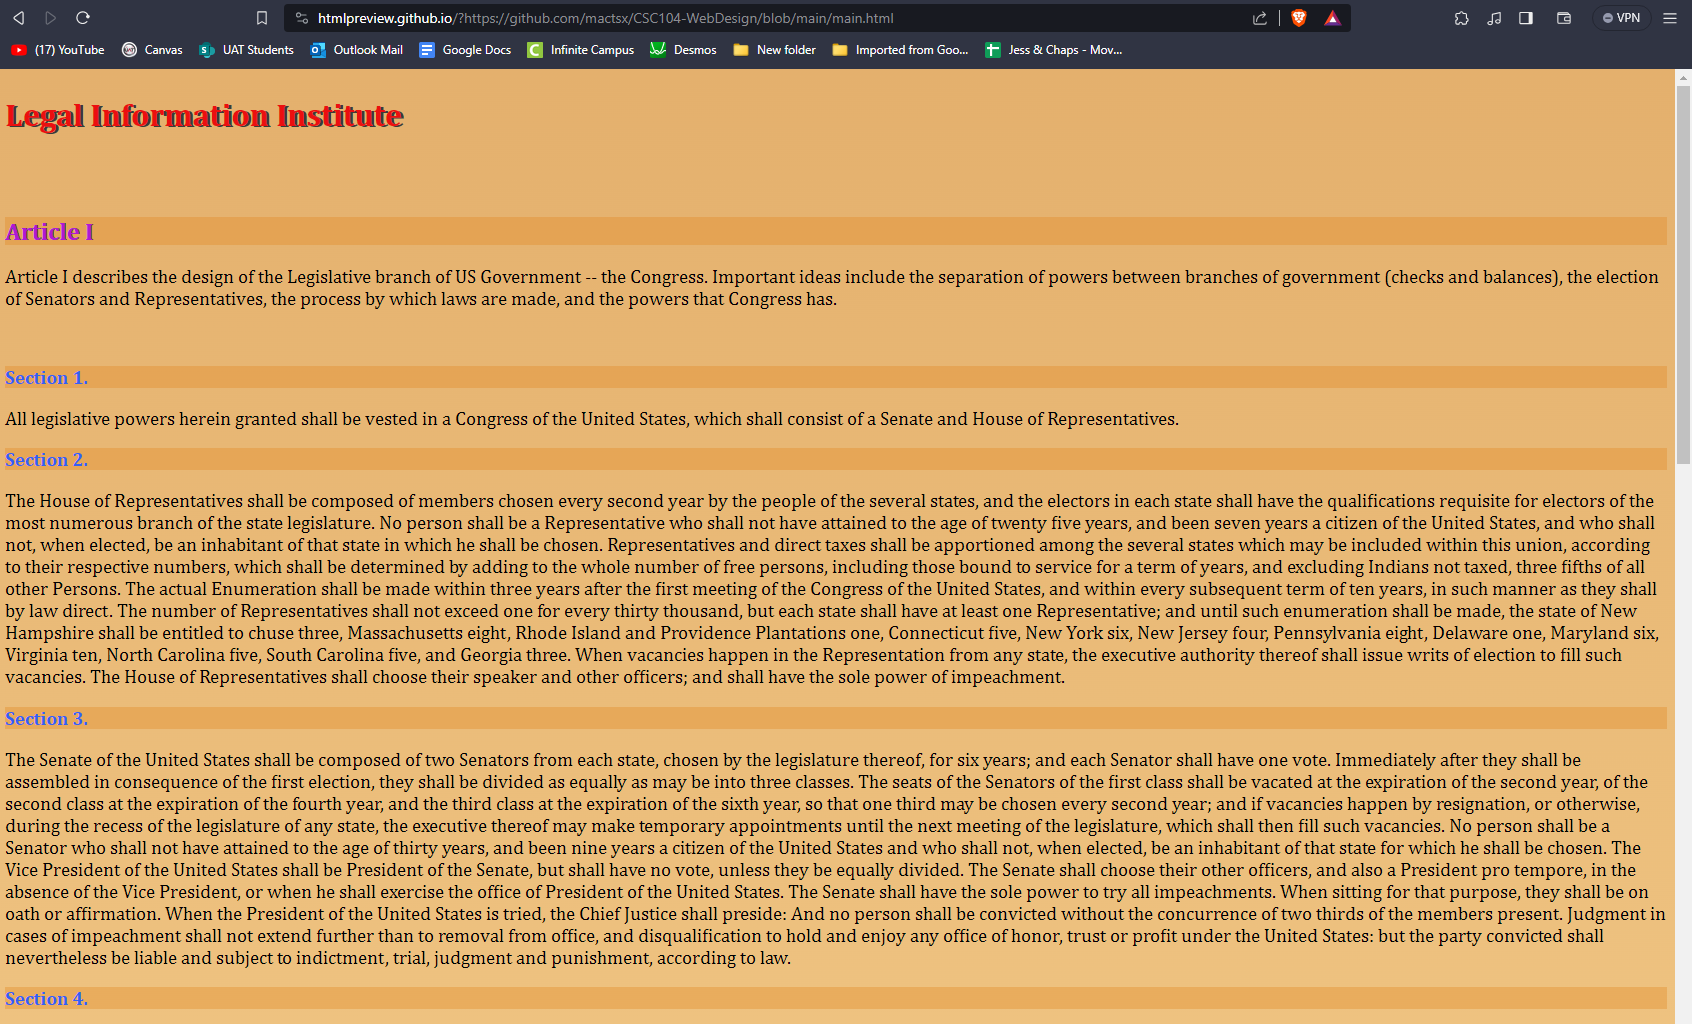 htmlpreview.github.io/?https://github.com/mactsx/CSC104-WebDesign/blob/main/main.html
VPN
(17) YouTube Canvas UAT Students Outlook Mail Google Docs Infinite Campus Desmos New folder Imported from Goo... Jess & Chaps - Mov...
Legal Information Institute
Article I
Article I describes the design of the Legislative branch of US Government -- the Congress. Important ideas include the separation of powers between branches of government (checks and balances), the election
of Senators and Representatives, the process by which laws are made, and the powers that Congress has.
Section 1.
All legislative powers herein granted shall be vested in a Congress of the United States, which shall consist of a Senate and House of Representatives.
Section 2.
The House of Representatives shall be composed of members chosen every second year by the people of the several states, and the electors in each state shall have the qualifications requisite for electors of the
most numerous branch of the state legislature. No person shall be a Representative who shall not have attained to the age of twenty five years, and been seven years a citizen of the United States, and who shall
not, when elected, be an inhabitant of that state in which he shall be chosen. Representatives and direct taxes shall be apportioned among the several states which may be included within this union, according
to their respective numbers, which shall be determined by adding to the whole number of free persons, including those bound to service for a term of years, and excluding Indians not taxed, three fifths of all
other Persons. The actual Enumeration shall be made within three years after the first meeting of the Congress of the United States, and within every subsequent term of ten years, in such manner as they shall
by law direct. The number of Representatives shall not exceed one for every thirty thousand, but each state shall have at least one Representative; and until such enumeration shall be made, the state of New
Hampshire shall be entitled to chuse three, Massachusetts eight, Rhode Island and Providence Plantations one, Connecticut five, New York six, New Jersey four, Pennsylvania eight, Delaware one, Maryland six,
Virginia ten, North Carolina five, South Carolina five, and Georgia three. When vacancies happen in the Representation from any state, the executive authority thereof shall issue writs of election to fill such
vacancies. The House of Representatives shall choose their speaker and other officers; and shall have the sole power of impeachment.
Section 3.
The Senate of the United States shall be composed of two Senators from each state, chosen by the legislature thereof, for six years; and each Senator shall have one vote. Immediately after they shall be
assembled in consequence of the first election, they shall be divided as equally as may be into three classes. The seats of the Senators of the first class shall be vacated at the expiration of the second year, of the
second class at the expiration of the fourth year, and the third class at the expiration of the sixth year, so that one third may be chosen every second year; and if vacancies happen by resignation, or otherwise,
during the recess of the legislature of any state, the executive thereof may make temporary appointments until the next meeting of the legislature, which shall then fill such vacancies. No person shall be a
Senator who shall not have attained to the age of thirty years, and been nine years a citizen of the United States and who shall not, when elected, be an inhabitant of that state for which he shall be chosen. The
Vice President of the United States shall be President of the Senate, but shall have no vote, unless they be equally divided. The Senate shall choose their other officers, and also a President pro tempore, in the
absence of the Vice President, or when he shall exercise the office of President of the United States. The Senate shall have the sole power to try all impeachments. When sitting for that purpose, they shall be on
oath or affirmation. When the President of the United States is tried, the Chief Justice shall preside: And no person shall be convicted without the concurrence of two thirds of the members present. Judgment in
cases of impeachment shall not extend further than to removal from office, and disqualification to hold and enjoy any office of honor, trust or profit under the United States: but the party convicted shall
nevertheless be liable and subject to indictment, trial, judgment and punishment, according to law.
Section 4.